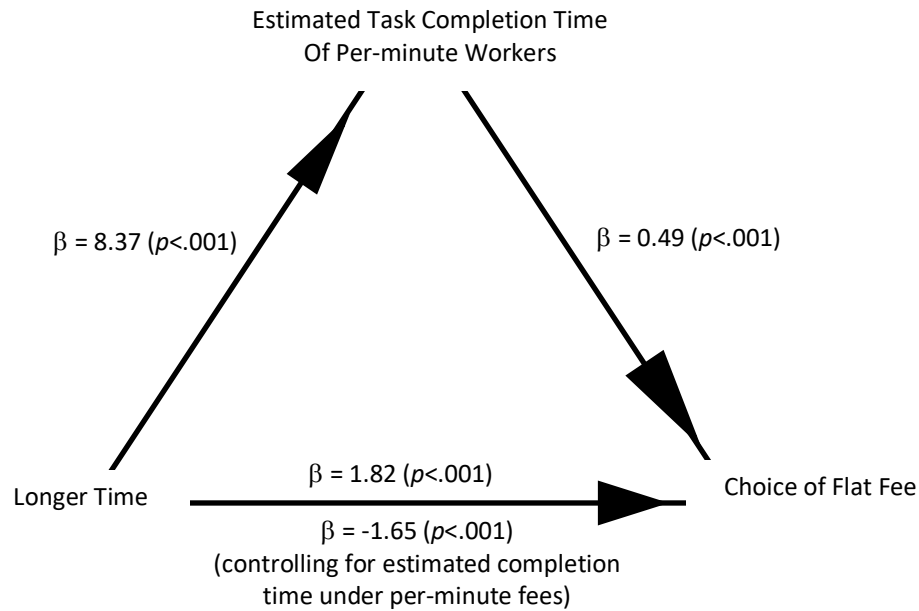 Estimated Task Completion Time
Of Per-minute Workers
β = 8.37 (p<.001)
β = 0.49 (p<.001)
Longer Time
β = 1.82 (p<.001)
Choice of Flat Fee
β = -1.65 (p<.001)
(controlling for estimated completion
time under per-minute fees)